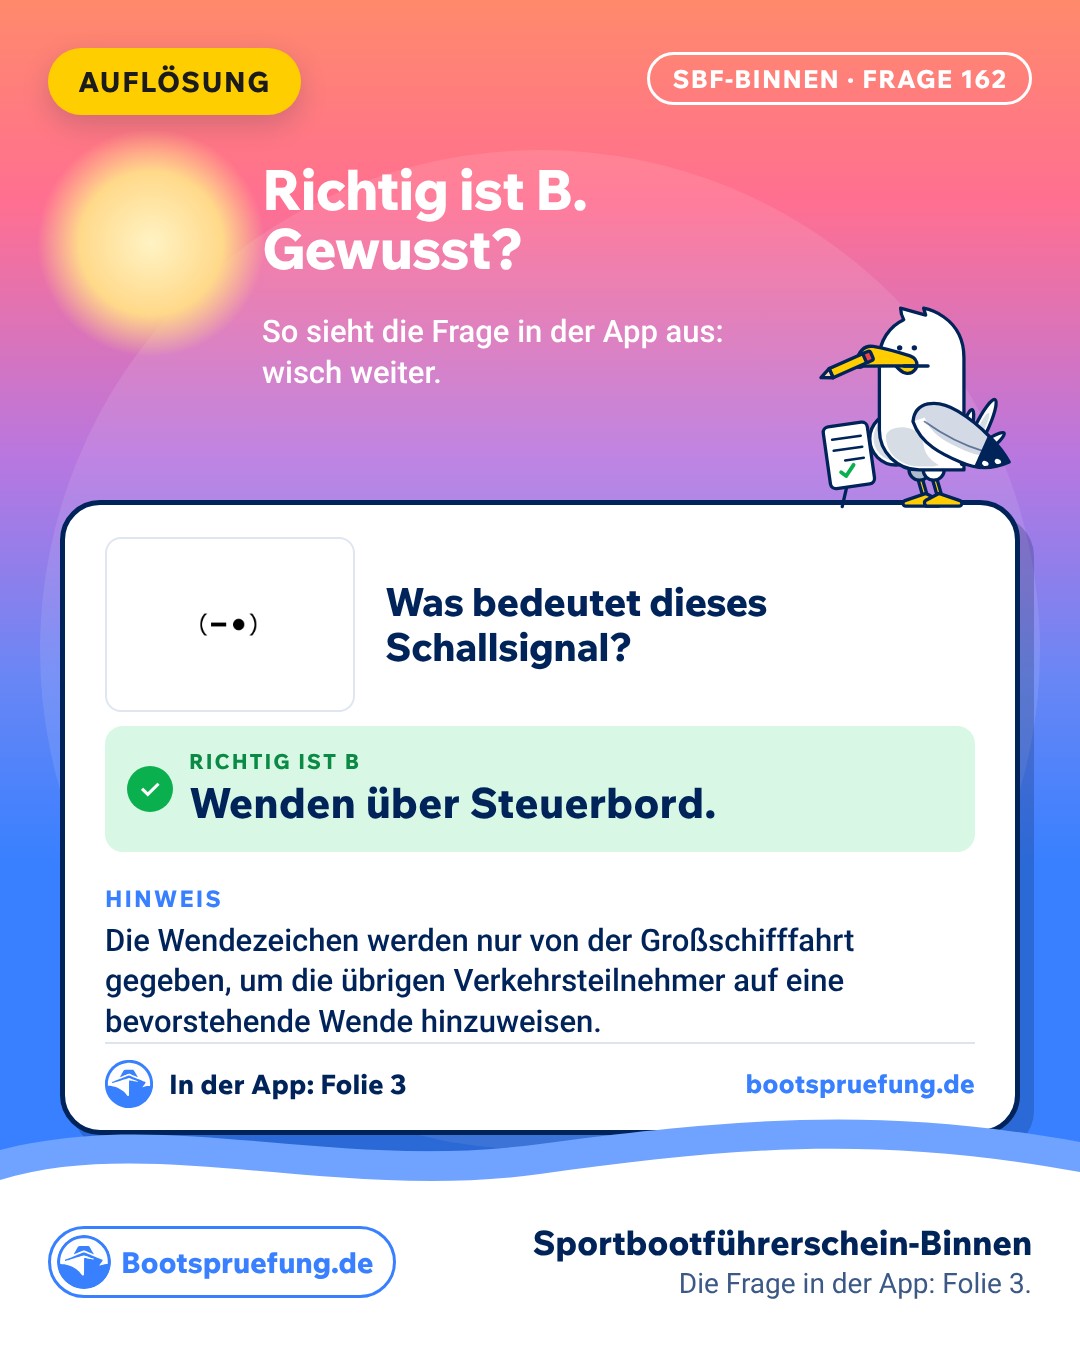 AUFLÖSUNG
SBF-BINNEN · FRAGE 162
Richtig ist B.
Gewusst?
So sieht die Frage in der App aus:
wisch weiter.
(–●)
Was bedeutet dieses
Schallsignal?
RICHTIG IST B
Wenden über Steuerbord.
HINWEIS
Die Wendezeichen werden nur von der Großschifffahrt
gegeben, um die übrigen Verkehrsteilnehmer auf eine
bevorstehende Wende hinzuweisen.
In der App: Folie 3
bootspruefung.de
Bootspruefung.de
Sportbootführerschein-Binnen
Die Frage in der App: Folie 3.